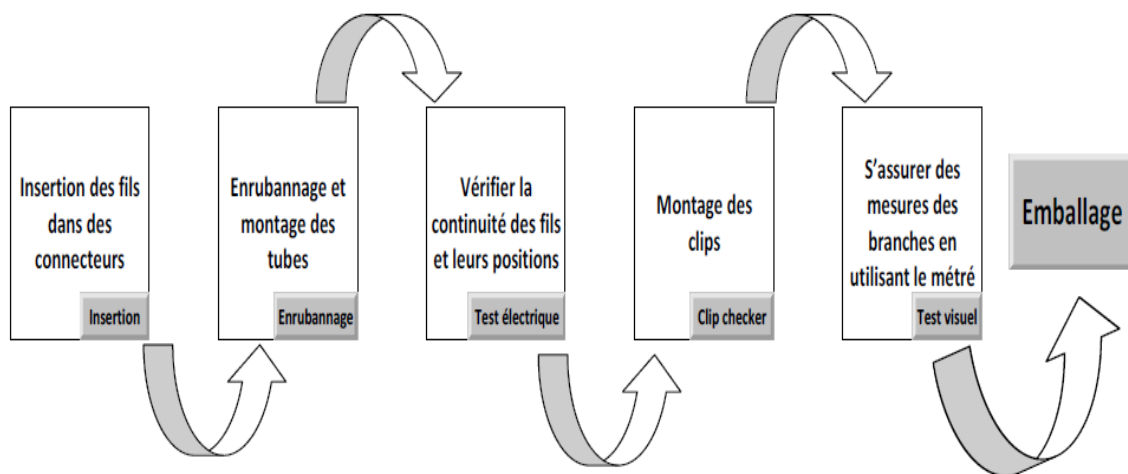 Insertion des fils
dans des
connecteurs
Insertion
Enrubannage et
montage des
tubes
Enrubannage
Vérifier la
continuité des fils
et leurs positions
Test électrique
Montage des
clips
Clip checker
S'assurer des
mesures des
branches en
utilisant le métré
Test visuel
Emballage